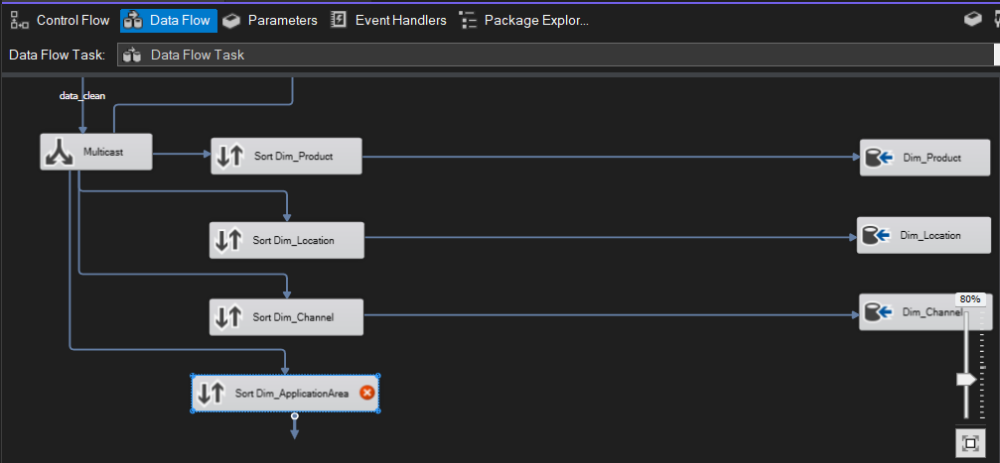 Control Flow Data Flow Parameters Event Handlers Package Explor...
Data Flow Task: Data Flow Task
data_clean
Multicast
Sort Dim_Product
Dim_Product
Sort Dim_Location
Dim_Location
80%
Sort Dim_Channel
Dim_Channel
Sort Dim_ApplicationArea